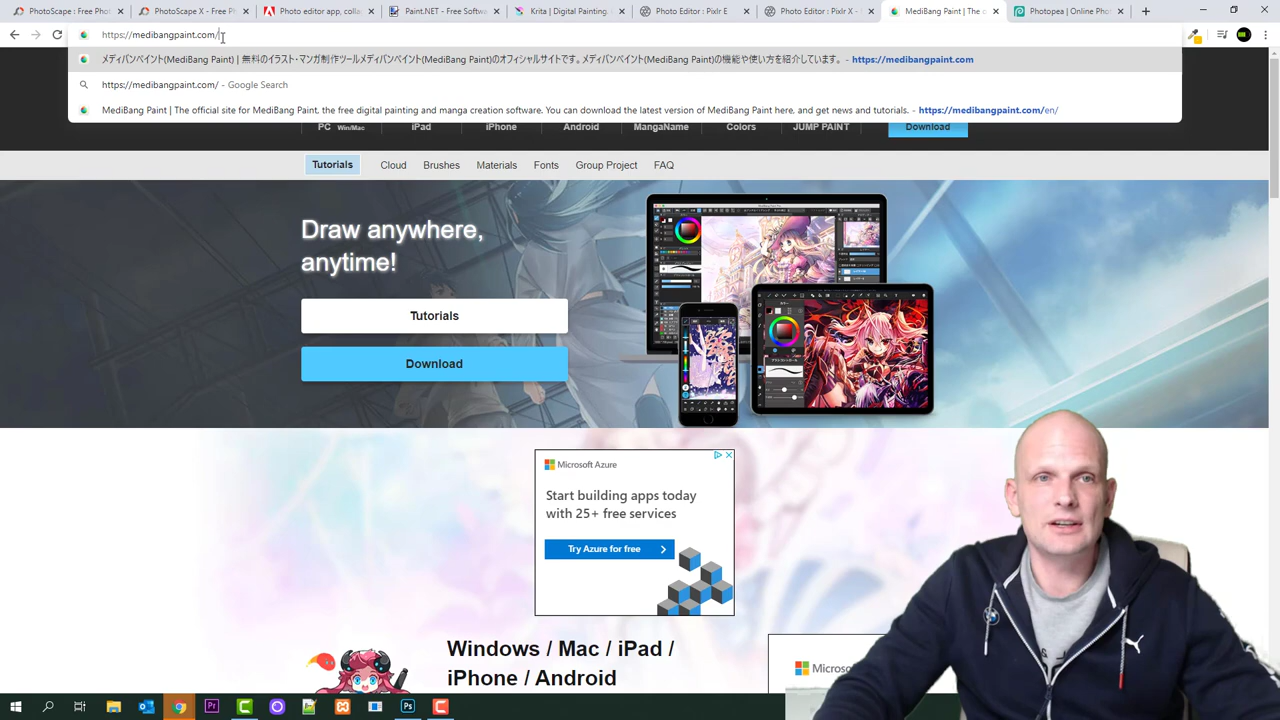 PhotoScape : Free Phot
PhotoScape X - Free Ph
Photo editor app, colla
Paint.NET - Free Softwa
Krita | Digital Painting.
Photo Editor : Pixlr E
Photo Editor : Pixlr X -
MediBang Paint | The o
Photopea | Online Phot
https://medibangpaint.com/
メディバンペイント(MediBang Paint) | 無料のイラスト・マンガ制作ツールメディバンペイント(MediBang Paint)のオフィシャルサイトです。メディバンペイント(MediBang Paint)の機能や使い方を紹介しています。 - https://medibangpaint.com
https://medibangpaint.com/ - Google Search
MediBang Paint | The official site for MediBang Paint, the free digital painting and manga creation software. You can download the latest version of MediBang Paint here, and get news and tutorials. - https://medibangpaint.com/en/
PC Win/Mac iPad iPhone Android MangaName Colors JUMP PAINT Download
Tutorials Cloud Brushes Materials Fonts Group Project FAQ
Draw anywhere,
anytime!
Tutorials
Download
Microsoft Azure
Start building apps today
with 25+ free services
Try Azure for free
Windows / Mac / iPad /
iPhone / Android
Micros